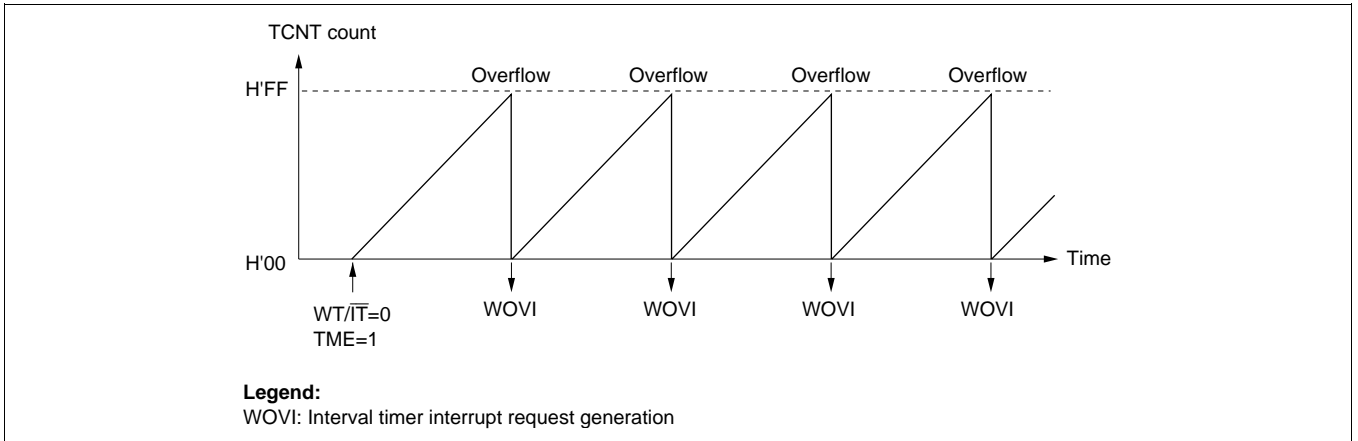 TCNT count
H'FF
Overflow Overflow Overflow Overflow
H'00
Time
WT/I̅T̅=0
TME=1
WOVI WOVI WOVI WOVI
Legend:
WOVI: Interval timer interrupt request generation